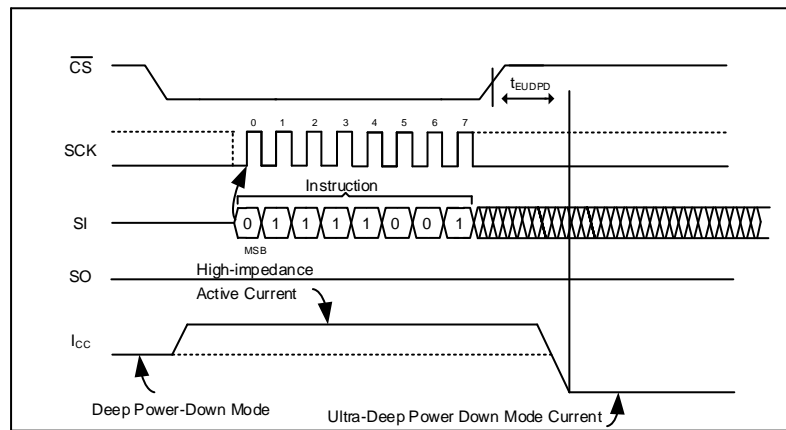 CS
tEUDPD
0 1 2 3 4 5 6 7
SCK
Instruction
SI
0 1 1 1 1 0 0 1
MSB
High-impedance
SO
Active Current
ICC
Deep Power-Down Mode
Ultra-Deep Power Down Mode Current